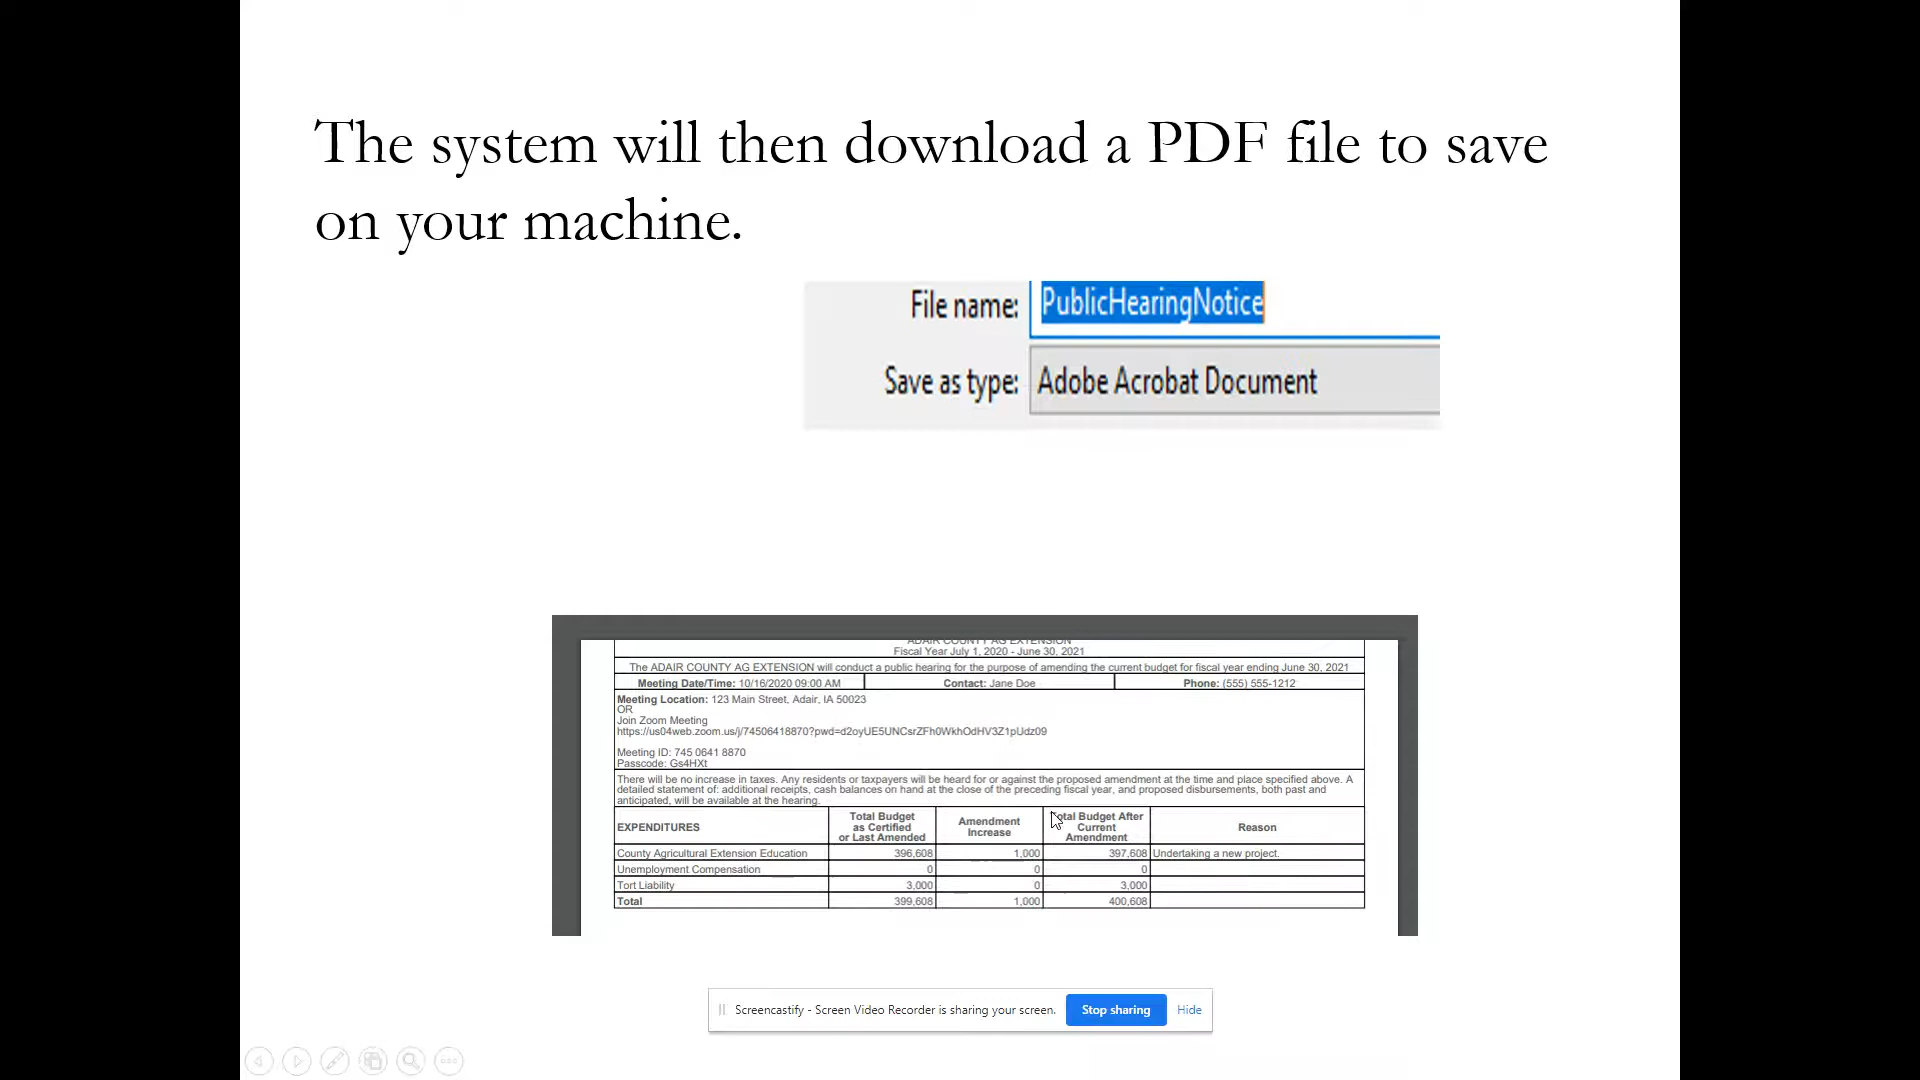 The system will then download a PDF file to save
on your machine.
File name: PublicHearingNotice
Save as type: Adobe Acrobat Document
ADAIR COUNTY AG EXTENSION
Fiscal Year July 1, 2020 - June 30, 2021
The ADAIR COUNTY AG EXTENSION will conduct a public hearing for the purpose of amending the current budget for fiscal year ending June 30, 2021
Meeting Date/Time: 10/16/2020 09:00 AM Contact: Jane Doe Phone: (555) 555-1212
Meeting Location: 123 Main Street, Adair, IA 50023
OR
Join Zoom Meeting
https://us04web.zoom.us/j/74506418870?pwd=d2oyUE5UNCsrZFh0WkhOdHV3Z1pUdz09
Meeting ID: 745 0641 8870
Passcode: Gs4HXt
There will be no increase in taxes. Any residents or taxpayers will be heard for or against the proposed amendment at the time and place specified above. A
detailed statement of: additional receipts, cash balances on hand at the close of the preceding fiscal year, and proposed disbursements, both past and
anticipated, will be available at the hearing.
EXPENDITURES
Total Budget
as Certified
or Last Amended
Amendment
Increase
Total Budget After
Current
Amendment
Reason
County Agricultural Extension Education 396,608 1,000 397,608 Undertaking a new project.
Unemployment Compensation 0 0 0
Tort Liability 3,000 0 3,000
Total 399,608 1,000 400,608
Screencastify - Screen Video Recorder is sharing your screen. Stop sharing Hide